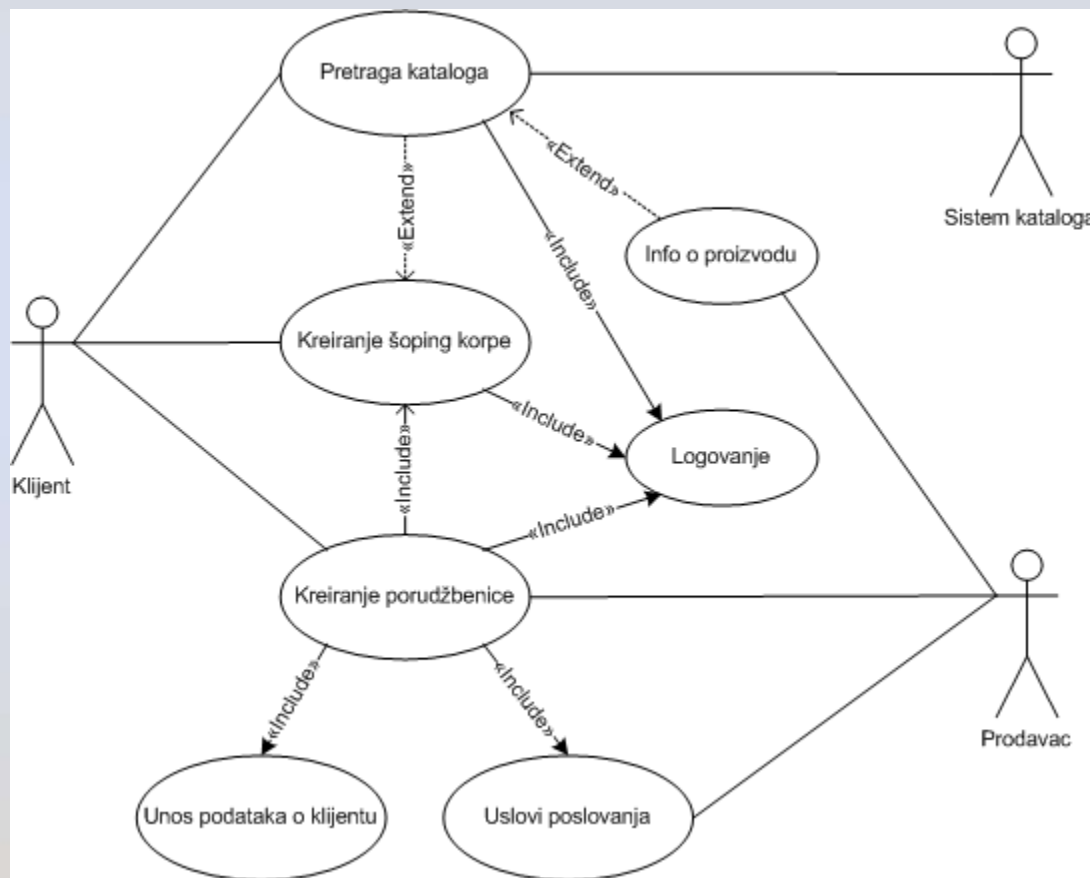 Pretraga kataloga
«Extend»
«Extend»
Sistem kataloga
«Include»
Info o proizvodu
Kreiranje šoping korpe
«Include»
Logovanje
Klijent
«Include»
«Include»
Kreiranje porudžbenice
«Include»
«Include»
Prodavac
Unos podataka o klijentu
Uslovi poslovanja